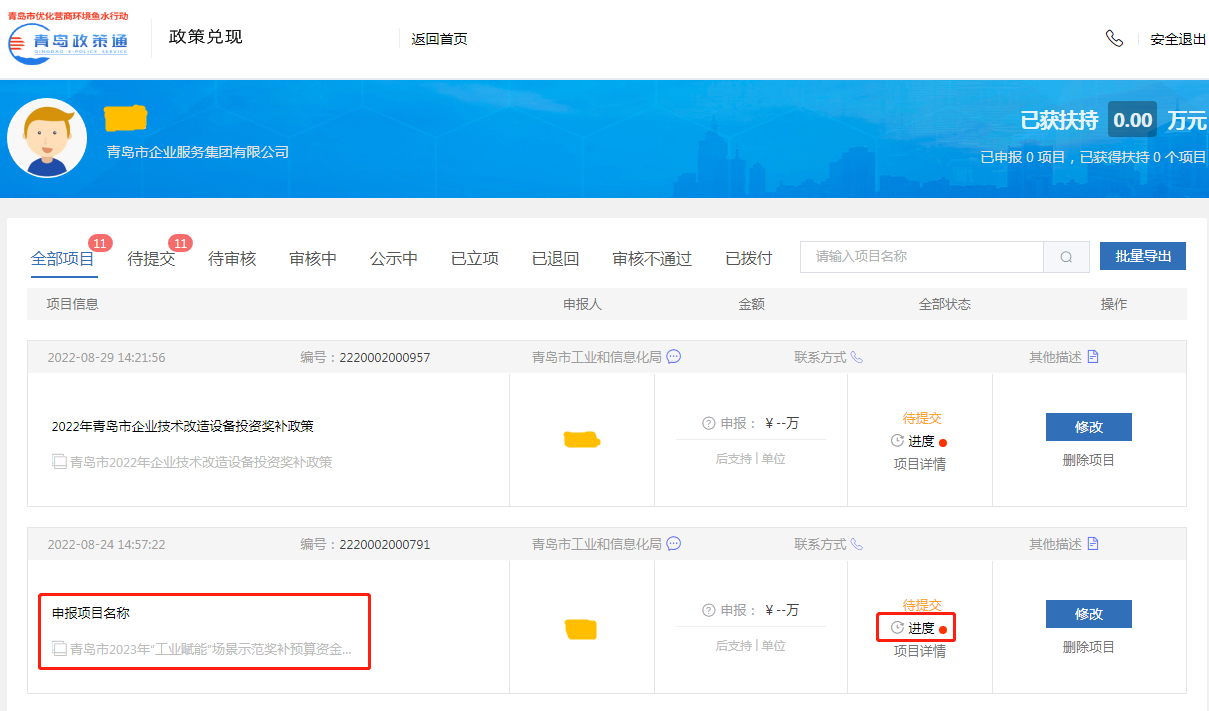 青岛市优化营商环境鱼水行动
青岛政策通
QINGDAO E-POLICY SERVICE
政策兑现
返回首页
安全退出
青岛市企业服务集团有限公司
已获扶持 0.00 万元
已申报 0 项目，已获得扶持 0 个项目
全部项目 11 待提交 11 待审核 审核中 公示中 已立项 已退回 审核不通过 已拨付 请输入项目名称 批量导出
项目信息 申报人 金额 全部状态 操作
2022-08-29 14:21:56 编号：2220002000957 青岛市工业和信息化局 联系方式 其他描述
2022年青岛市企业技术改造设备投资奖补政策
青岛市2022年企业技术改造设备投资奖补政策
申报： ¥ --万
后支持 | 单位
待提交
进度
项目详情
修改
删除项目
2022-08-24 14:57:22 编号：2220002000791 青岛市工业和信息化局 联系方式 其他描述
申报项目名称
青岛市2023年“工业赋能”场景示范奖补预算资金...
申报： ¥ --万
后支持 | 单位
待提交
进度
项目详情
修改
删除项目